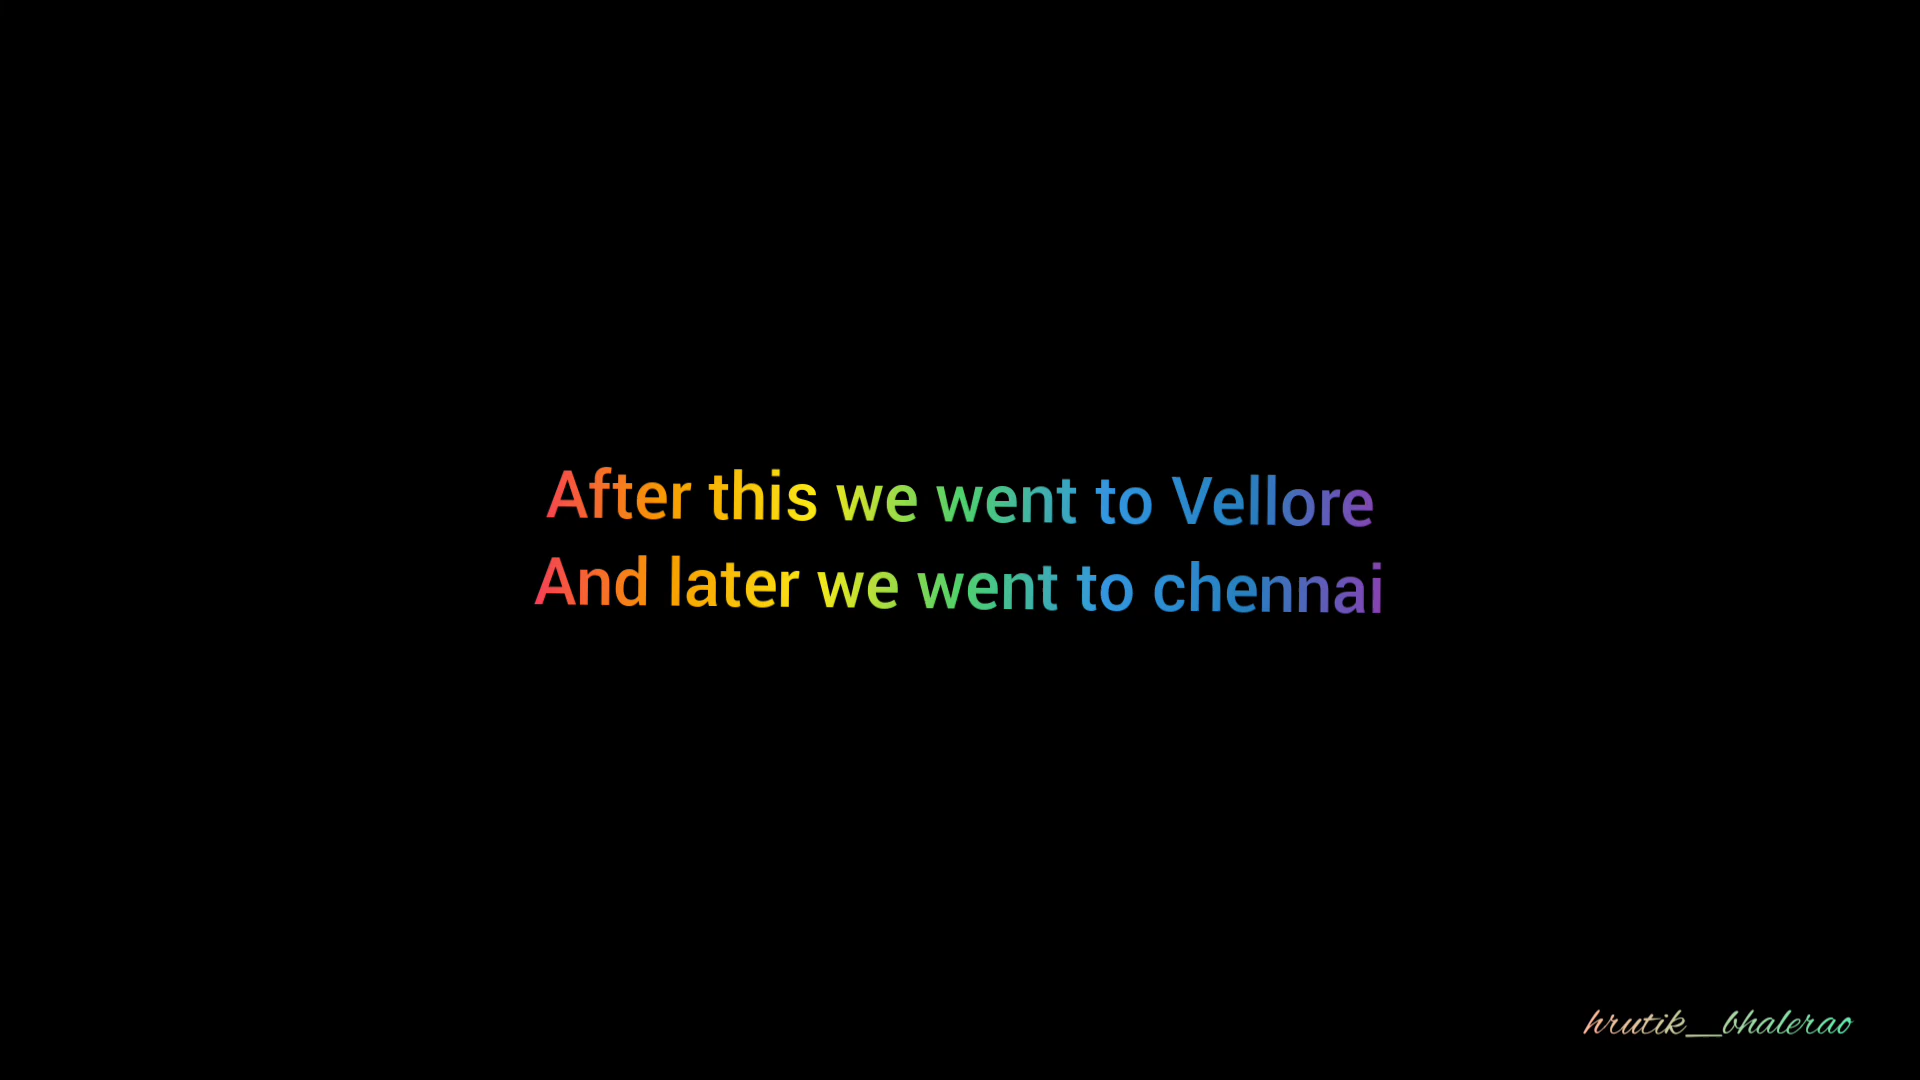 After this we went to Vellore
And later we went to chennai
hrutik__bhalerao